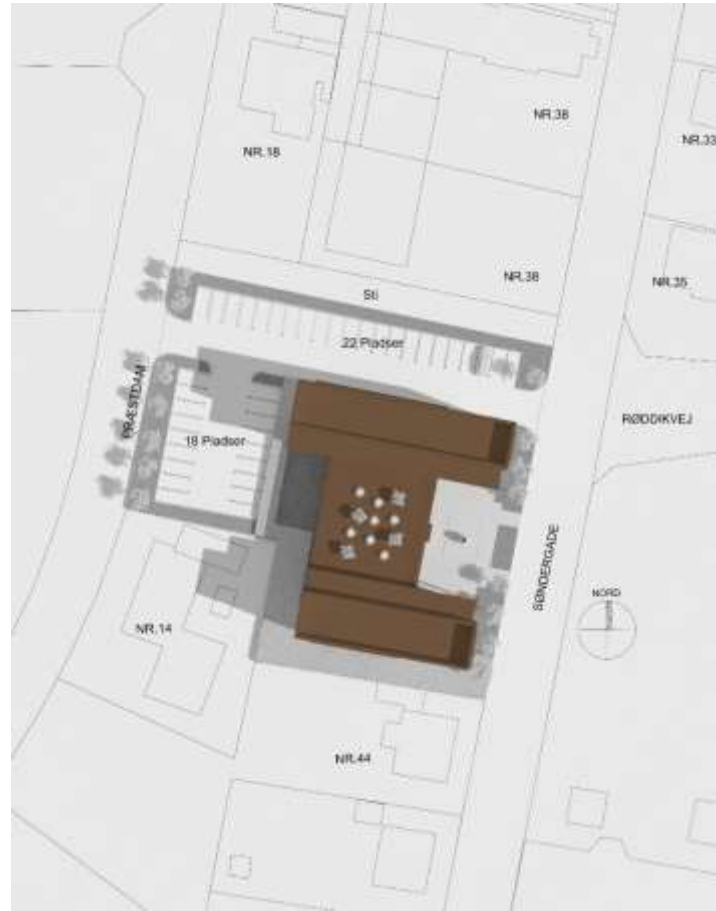 NR.38
NR.33
NR.18
NR.38
NR.35
Sti
22 Pladser
PRÆSTDAM
RØDDIKVEJ
18 Pladser
SØNDERGADE
NORD
NR.14
NR.44